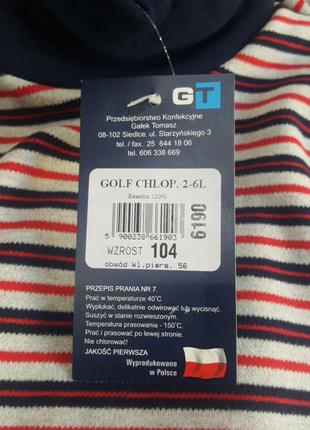 GT
Przedsiębiorstwo Konfekcyjne
Gałek Tomasz
08-102 Siedlce, ul. Starzyńskiego 3
tel. / fax. 25 644 18 06
tel. 606 338 669
GOLF CHLOP. 2-6L
Bawełna 100%
5 900238 661903
6190
WZROST 104
obwód kl.piers. 56
PRZEPIS PRANIA NR 7.
Prać w temperaturze 40°C
Wypłukać, delikatnie odwirować lub wycisnąć.
Suszyć w stanie rozwieszonym.
Temperatura prasowania - 150°C.
Prać i prasować po lewej stronie.
Nie chlorować!
JAKOŚĆ PIERWSZA
Wyprodukowano
w Polsce